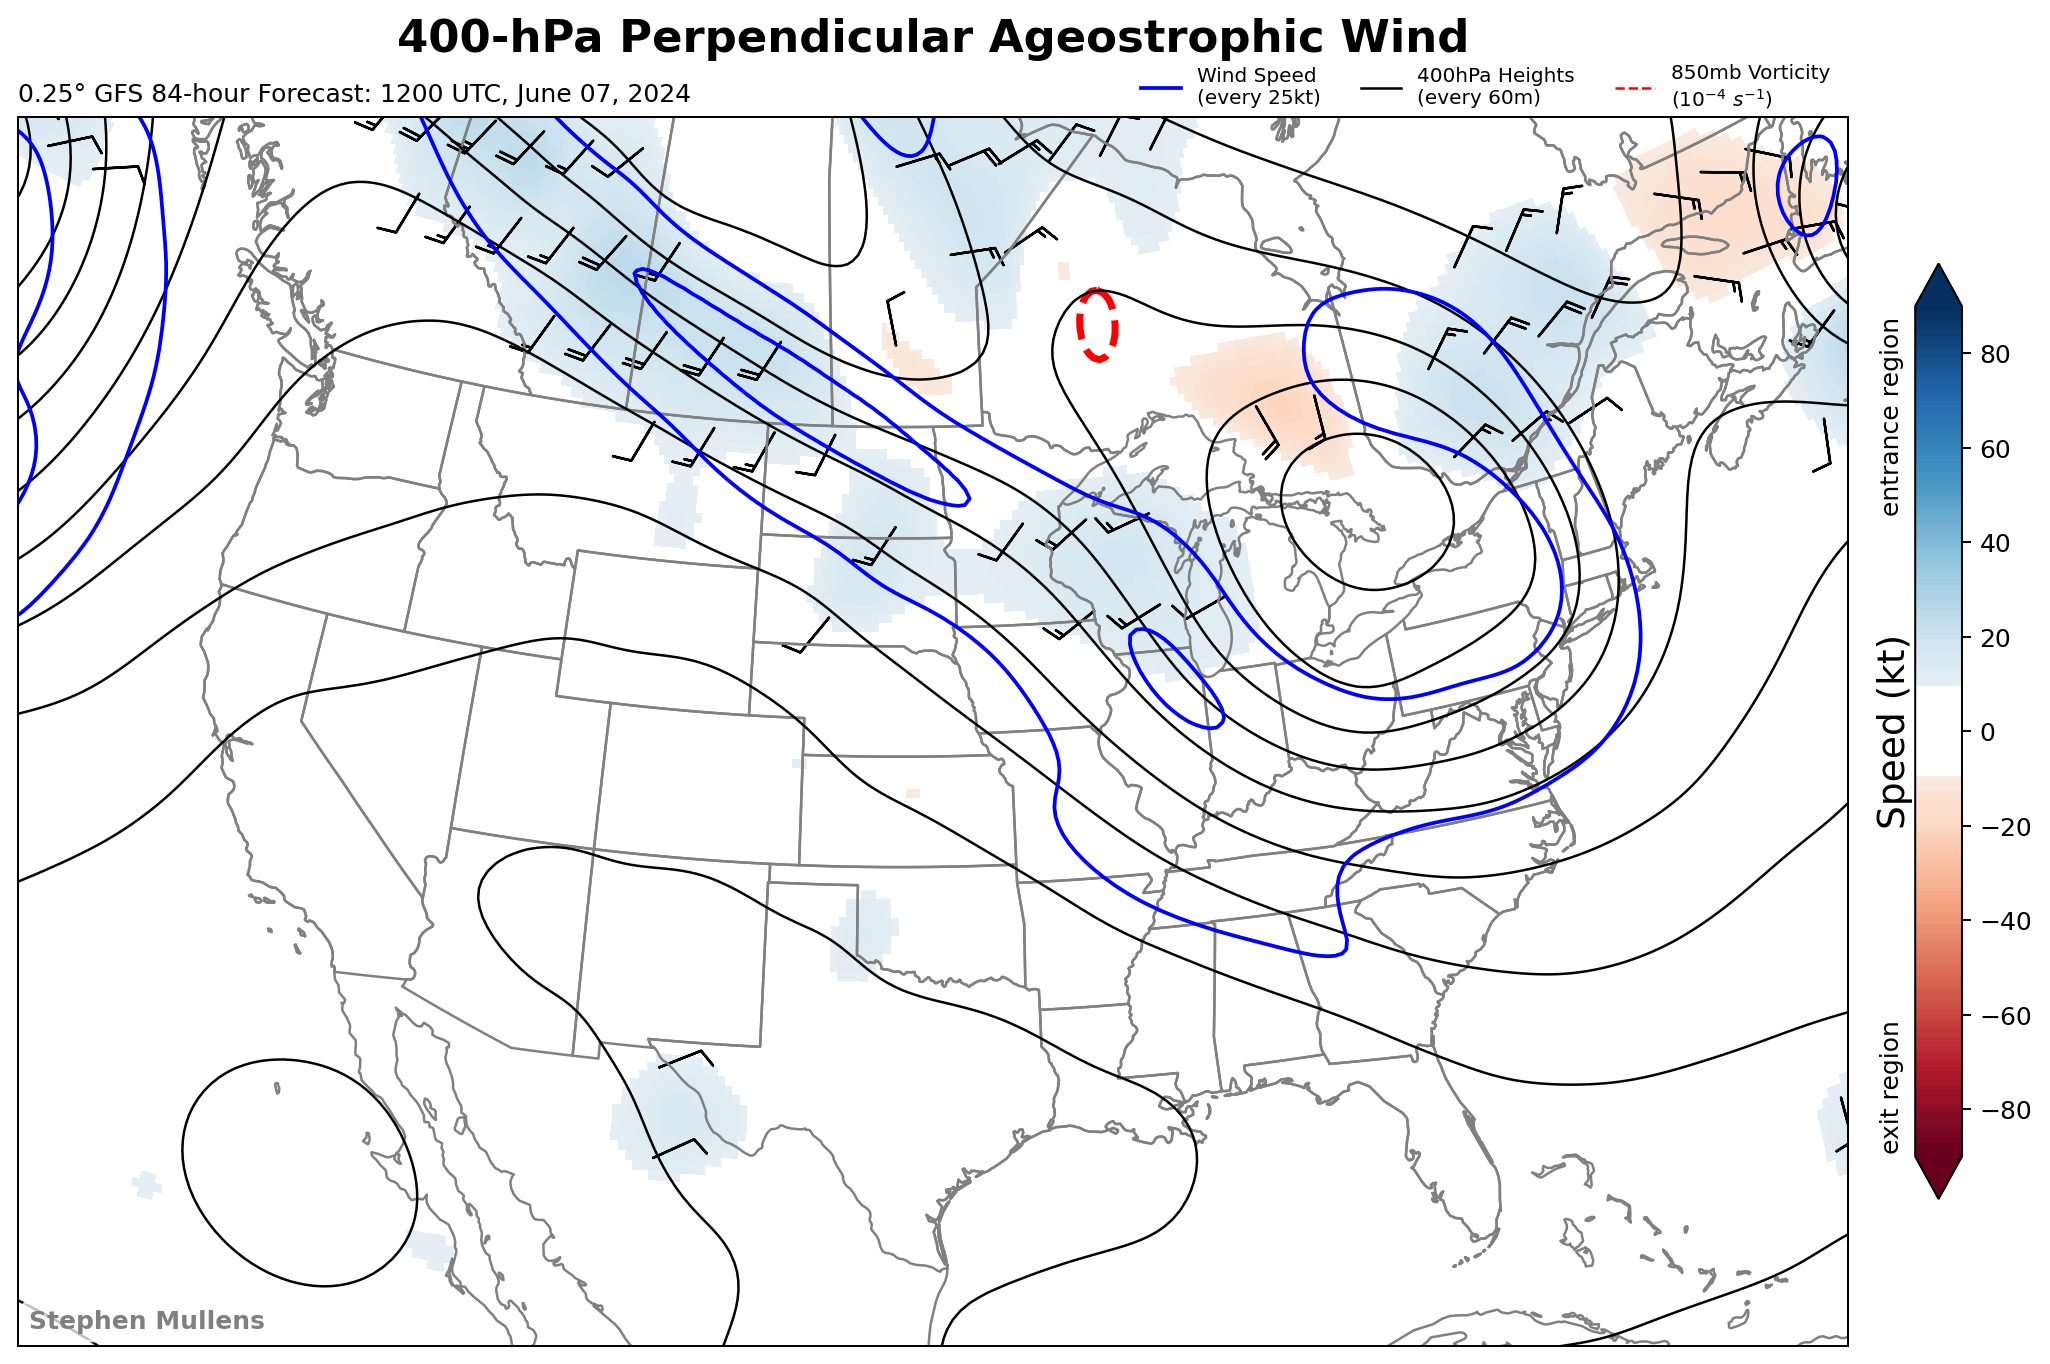 400-hPa Perpendicular Ageostrophic Wind
0.25° GFS 84-hour Forecast: 1200 UTC, June 07, 2024
Wind Speed
(every 25kt)
400hPa Heights
(every 60m)
850mb Vorticity
(10⁻⁴ s⁻¹)
entrance region
Speed (kt)
exit region
80
60
40
20
0
−20
−40
−60
−80
Stephen Mullens